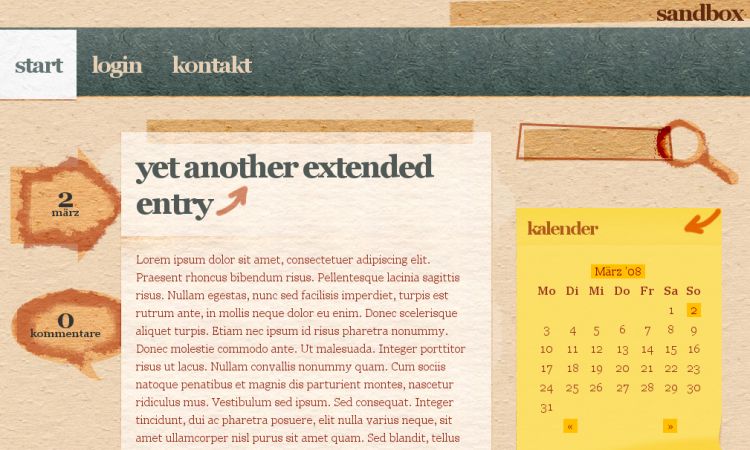 sandbox
start login kontakt
2
märz
0
kommentare
yet another extended
entry
Lorem ipsum dolor sit amet, consectetuer adipiscing elit.
Praesent rhoncus bibendum risus. Pellentesque lacinia sagittis
risus. Nullam egestas, nunc sed facilisis imperdiet, turpis est
rutrum ante, in mollis neque dolor eu enim. Donec scelerisque
aliquet turpis. Etiam nec ipsum id risus pharetra nonummy.
Donec molestie commodo ante. Ut malesuada. Integer porttitor
risus ut lacus. Nullam convallis nonummy quam. Cum sociis
natoque penatibus et magnis dis parturient montes, nascetur
ridiculus mus. Vestibulum sed ipsum. Sed consequat. Integer
tincidunt, dui ac pharetra posuere, elit nulla varius neque, sit
amet ullamcorper nisl purus sit amet quam. Sed blandit, tellus
kalender
März '08
Mo Di Mi Do Fr Sa So
1 2
3 4 5 6 7 8 9
10 11 12 13 14 15 16
17 18 19 20 21 22 23
24 25 26 27 28 29 30
31
« »